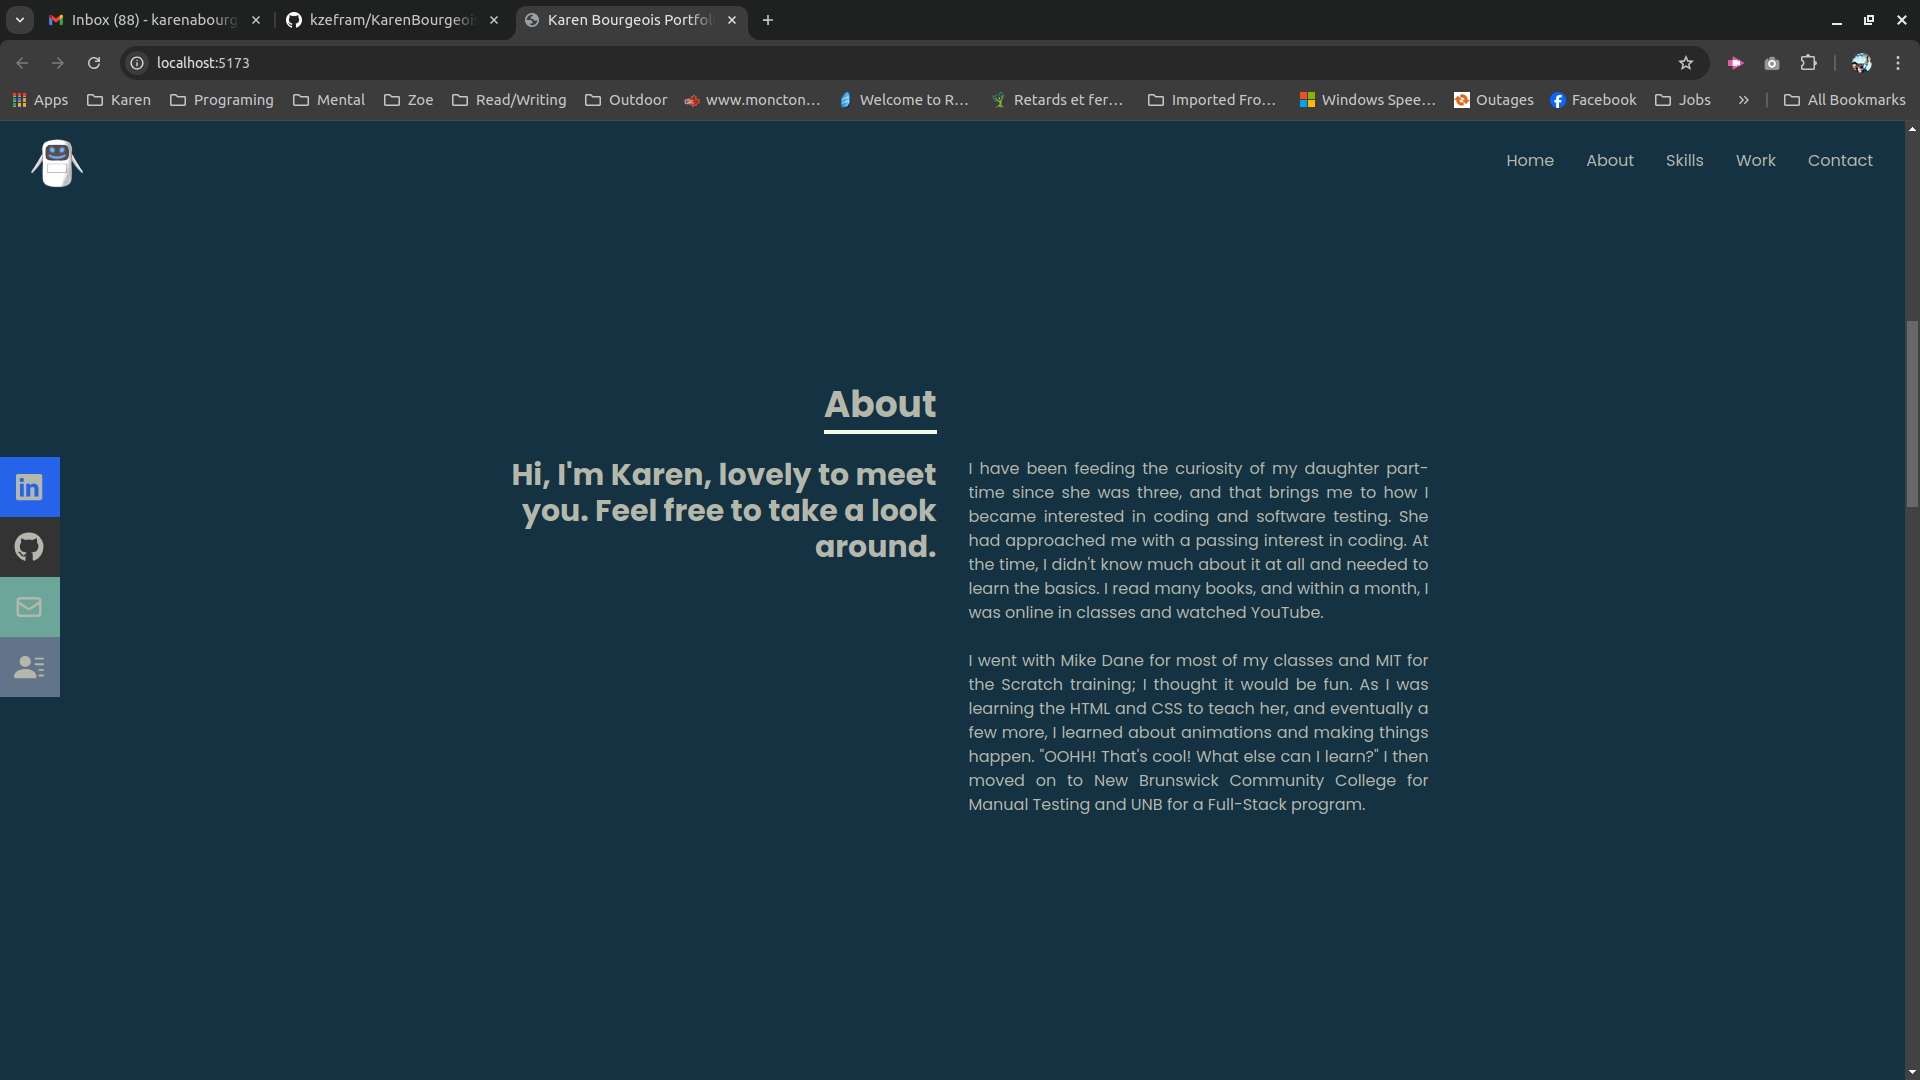 Inbox (88) - karenabourg
kzefram/KarenBourgeois
Karen Bourgeois Portfol
localhost:5173
Apps Karen Programing Mental Zoe Read/Writing Outdoor www.moncton... Welcome to R... Retards et fer... Imported Fro... Windows Spee... Outages Facebook Jobs » All Bookmarks
Home About Skills Work Contact
About
Hi, I'm Karen, lovely to meet
you. Feel free to take a look
around.
I have been feeding the curiosity of my daughter part-
time since she was three, and that brings me to how I
became interested in coding and software testing. She
had approached me with a passing interest in coding. At
the time, I didn't know much about it at all and needed to
learn the basics. I read many books, and within a month, I
was online in classes and watched YouTube.
I went with Mike Dane for most of my classes and MIT for
the Scratch training; I thought it would be fun. As I was
learning the HTML and CSS to teach her, and eventually a
few more, I learned about animations and making things
happen. "OOHH! That's cool! What else can I learn?" I then
moved on to New Brunswick Community College for
Manual Testing and UNB for a Full-Stack program.
in